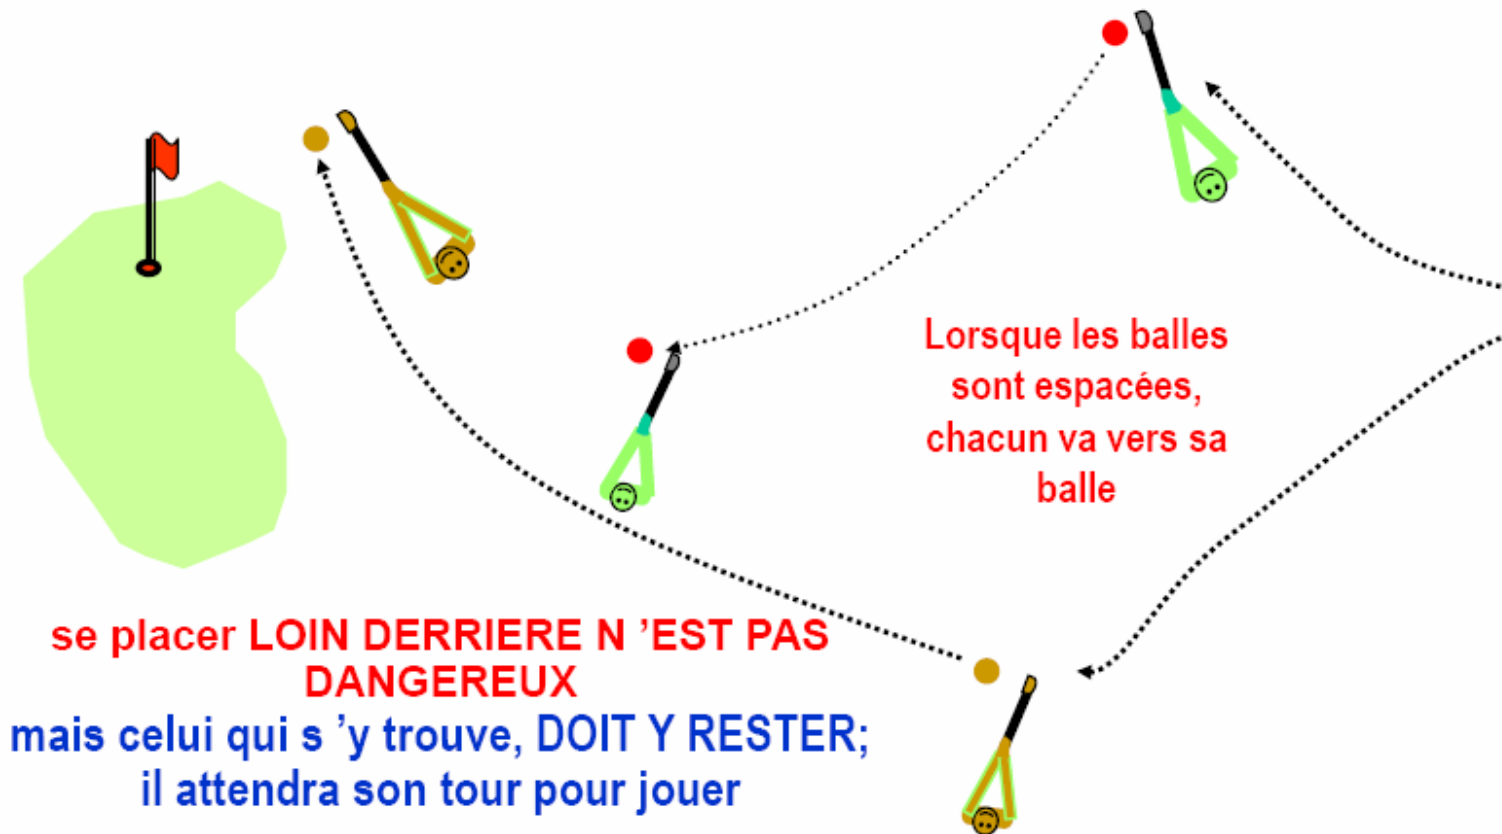 Lorsque les balles
sont espacées,
chacun va vers sa
balle
se placer LOIN DERRIERE N ’EST PAS
DANGEREUX
mais celui qui s ’y trouve, DOIT Y RESTER;
il attendra son tour pour jouer